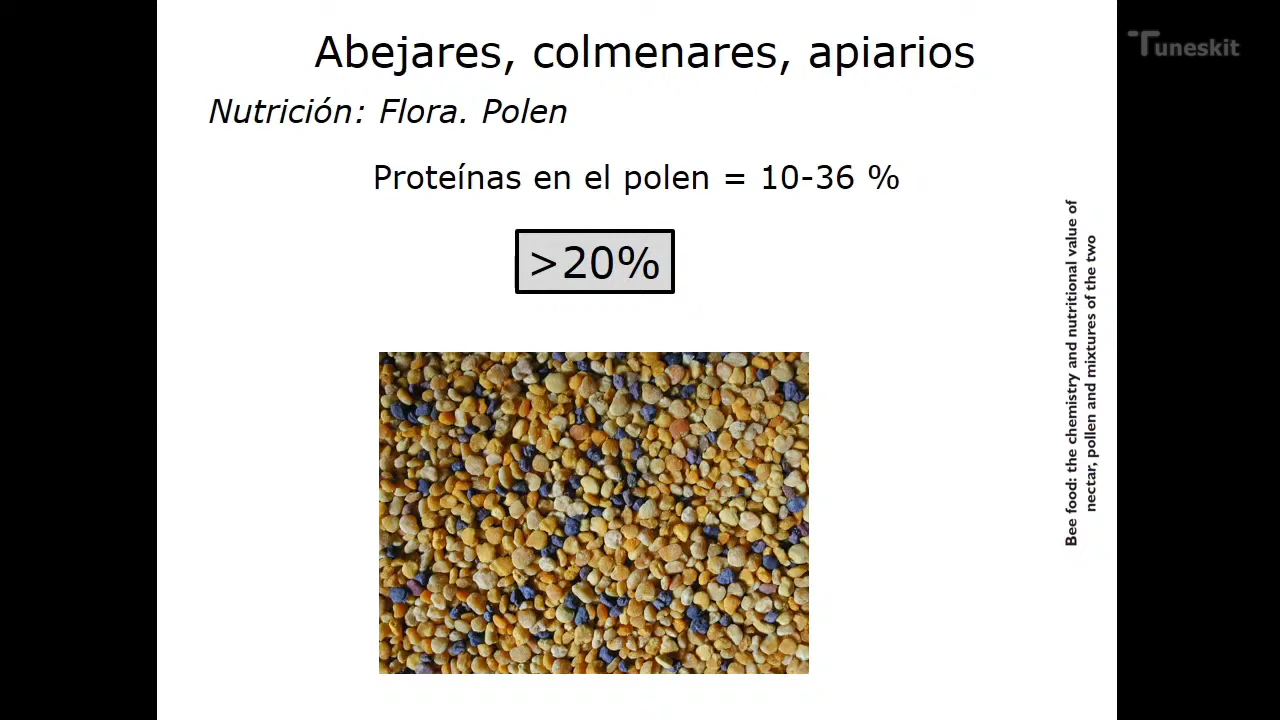 Abejares, colmenares, apiarios
Tuneskit
Nutrición: Flora. Polen
Proteínas en el polen = 10-36 %
>20%
Bee food: the chemistry and nutritional value of
nectar, pollen and mixtures of the two